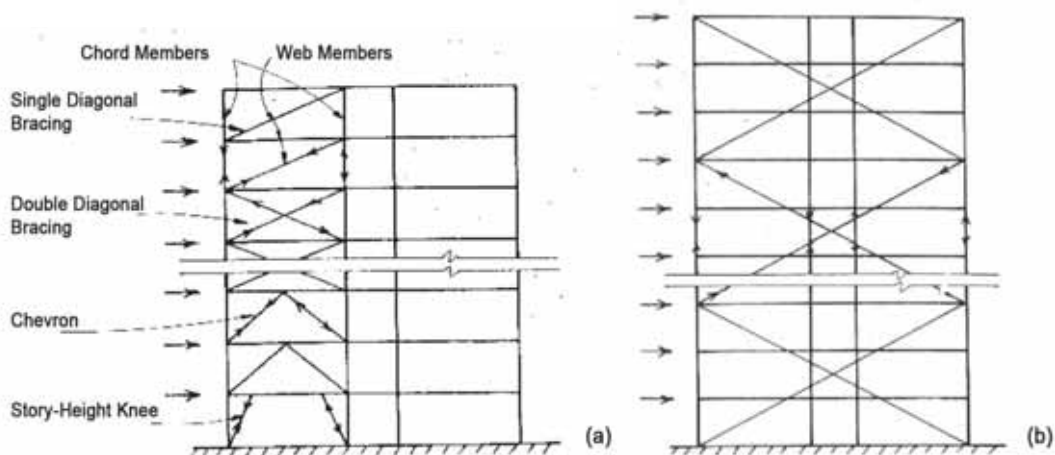 Chord Members
Web Members
Single Diagonal
Bracing
Double Diagonal
Bracing
Chevron
Story-Height Knee
(a)
(b)